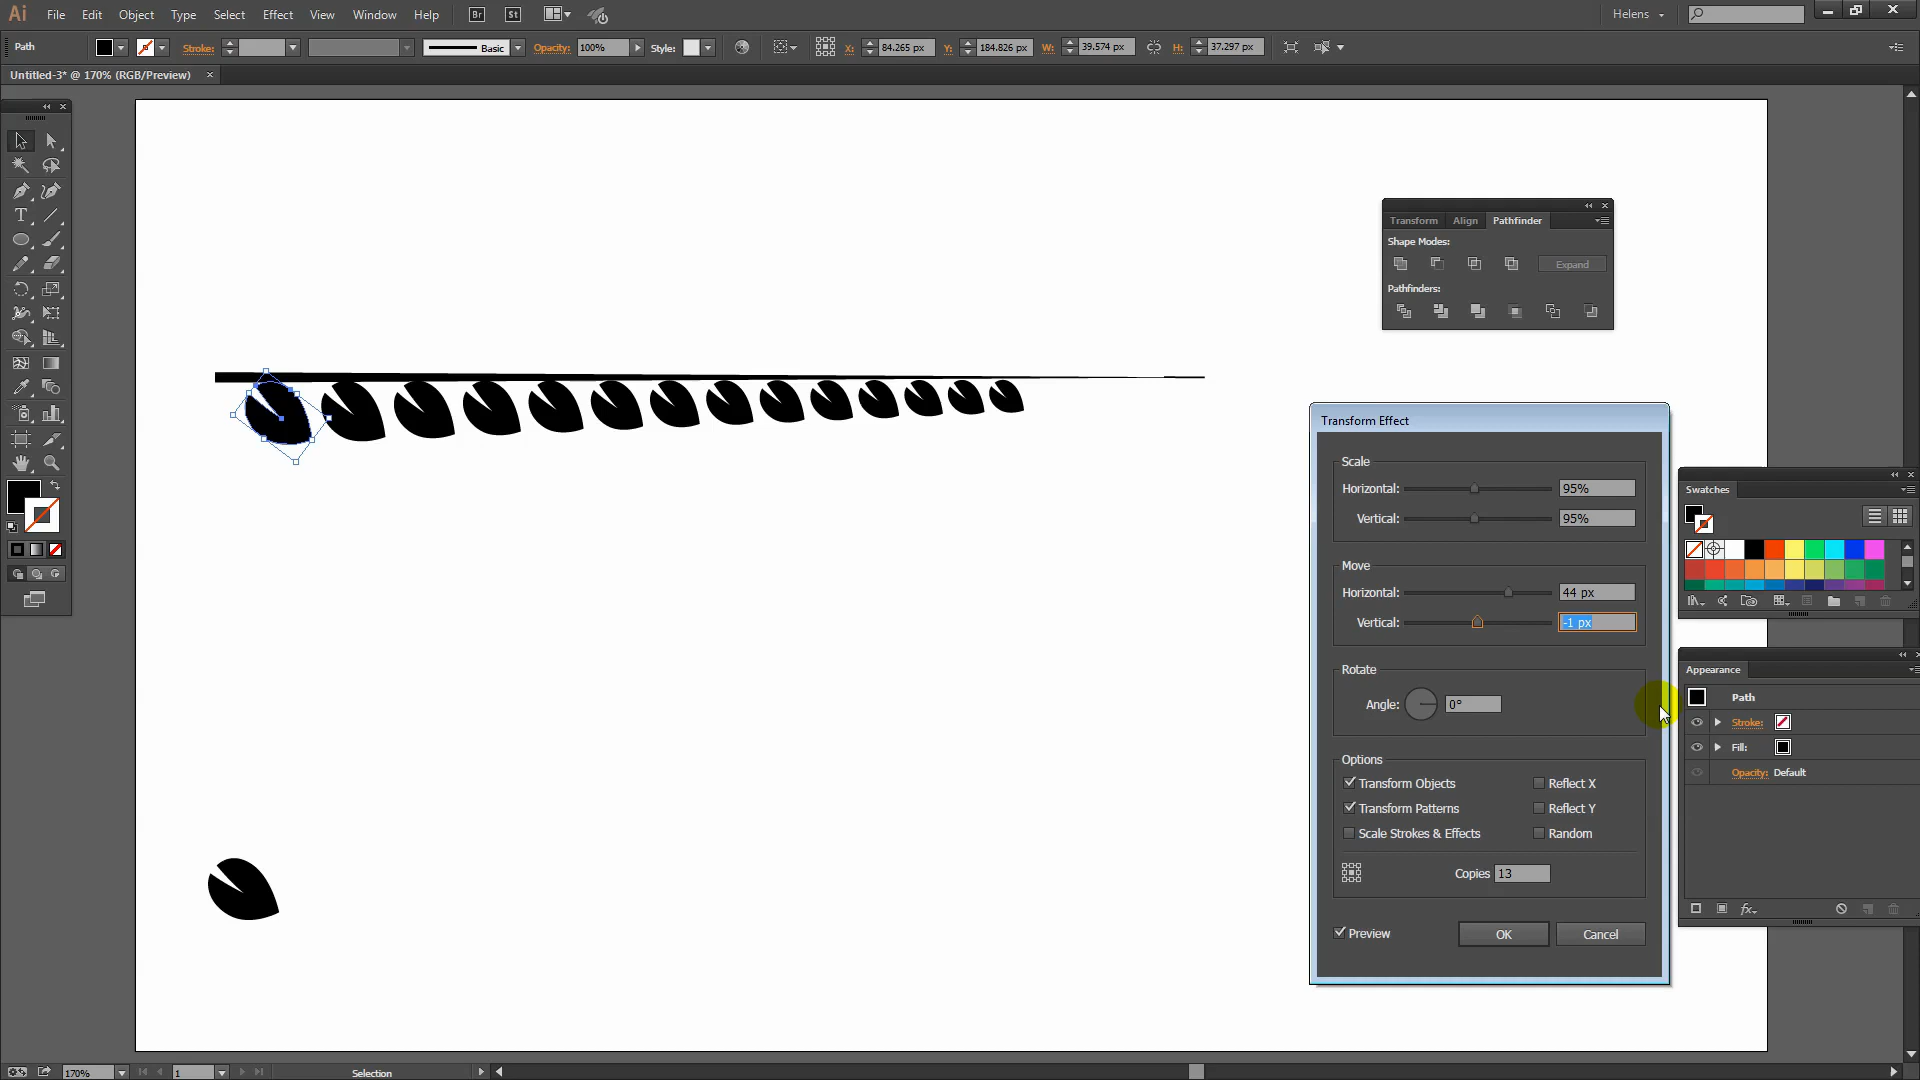 Ai File Edit Object Type Select Effect View Window Help Br St Helens
Path Stroke: Basic Opacity: 100% Style: X: 84.265 px Y: 184.826 px W: 39.574 px H: 37.297 px
Untitled-3* @ 170% (RGB/Preview)
Transform Align Pathfinder
Shape Modes:
Expand
Pathfinders:
Transform Effect
Scale
Horizontal: 95%
Vertical: 95%
Move
Horizontal: 44 px
Vertical: -1 px
Rotate
Angle: 0°
Options
Transform Objects Reflect X
Transform Patterns Reflect Y
Scale Strokes & Effects Random
Copies 13
Preview OK Cancel
Swatches
Appearance
Path
Stroke:
Fill:
Opacity: Default
fx
T
170% 1 Selection